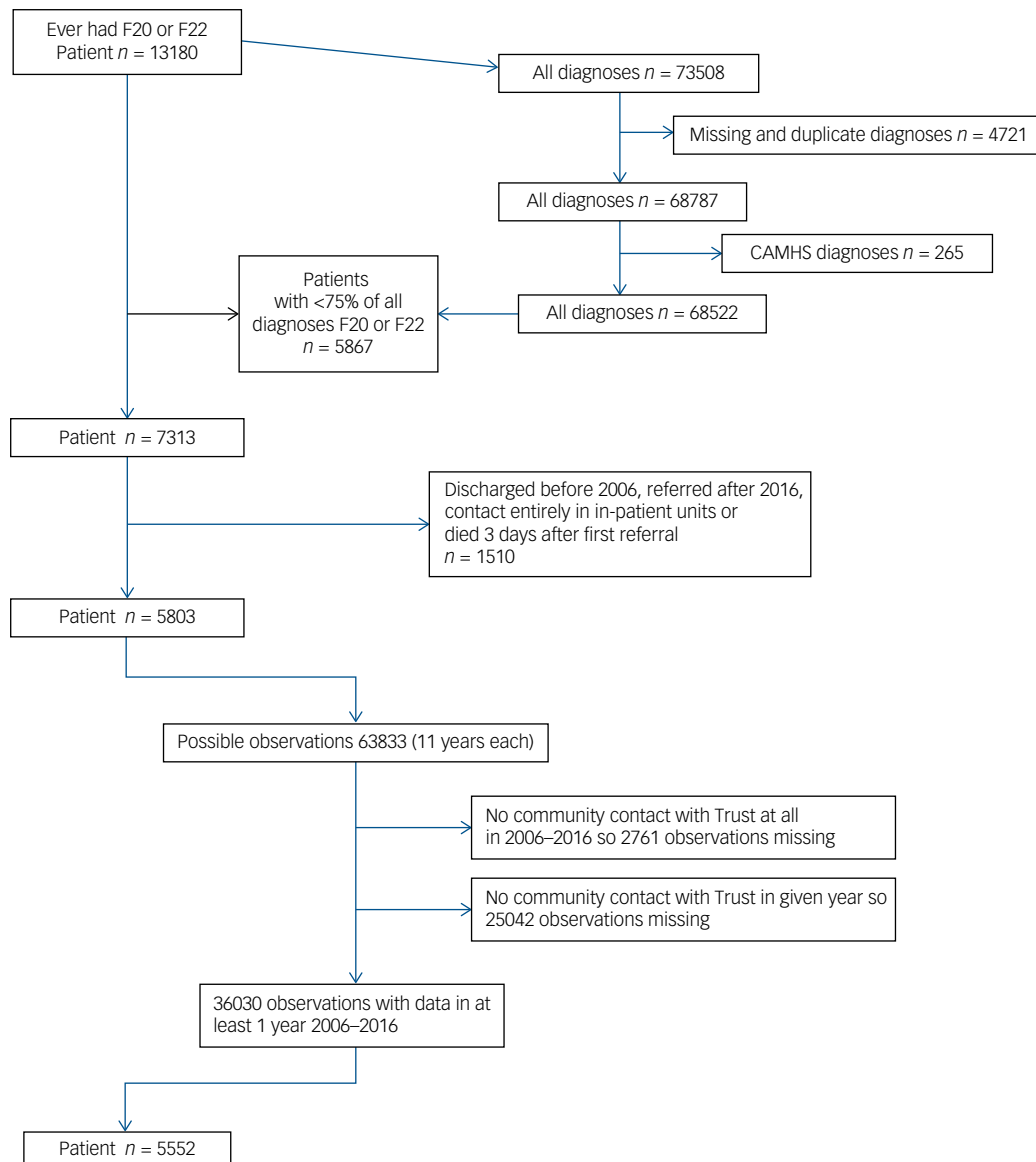 Ever had F20 or F22
Patient n = 13180
All diagnoses n = 73508
Missing and duplicate diagnoses n = 4721
All diagnoses n = 68787
CAMHS diagnoses n = 265
Patients
with <75% of all
diagnoses F20 or F22
n = 5867
All diagnoses n = 68522
Patient n = 7313
Discharged before 2006, referred after 2016,
contact entirely in in-patient units or
died 3 days after first referral
n = 1510
Patient n = 5803
Possible observations 63833 (11 years each)
No community contact with Trust at all
in 2006–2016 so 2761 observations missing
No community contact with Trust in given year so
25042 observations missing
36030 observations with data in at
least 1 year 2006–2016
Patient n = 5552